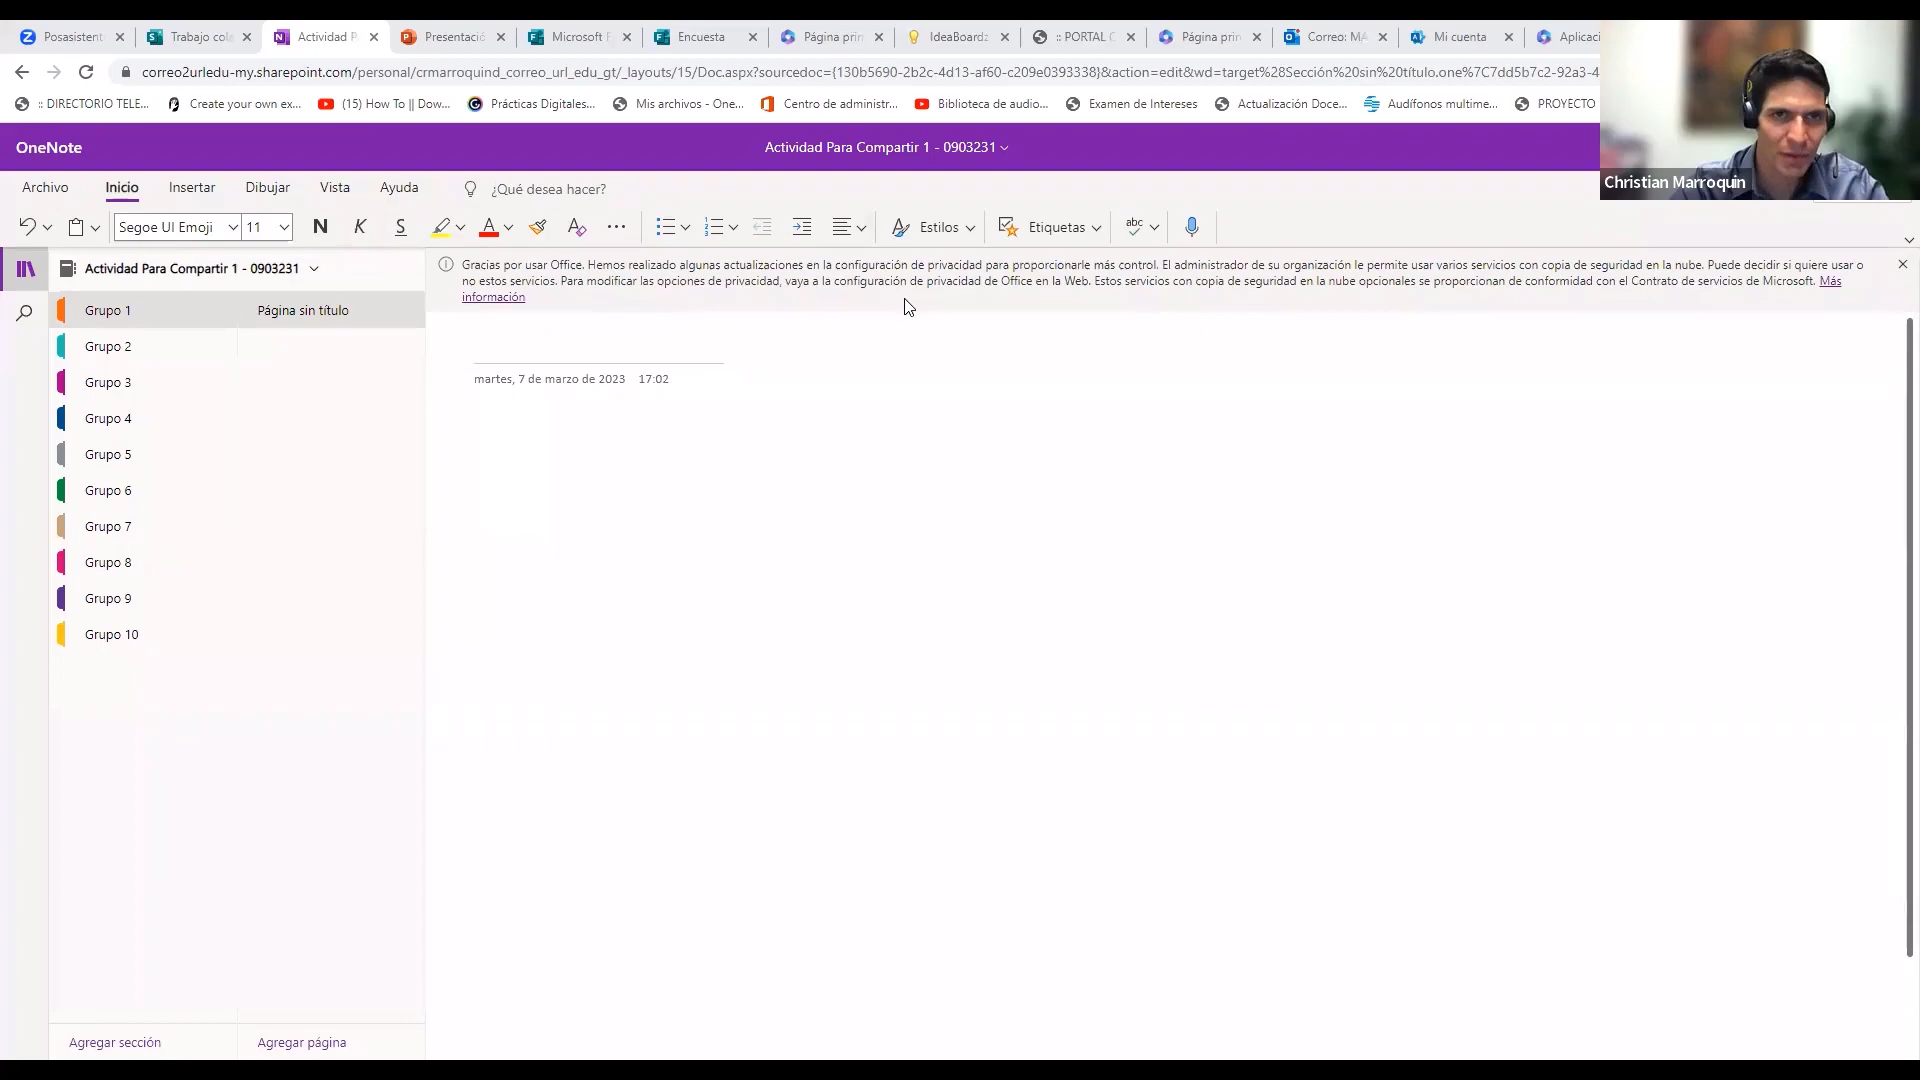 Posasistent
Trabajo col
Actividad P
Presentació
Microsoft F
Encuesta
Página prin
IdeaBoardz
:: PORTAL C
Página prin
Correo: MA
Mi cuenta
Aplicaci
correo2urledu-my.sharepoint.com/personal/crmarroquind_correo_url_edu_gt/_layouts/15/Doc.aspx?sourcedoc={130b5690-2b2c-4d13-af60-c209e0393338}&action=edit&wd=target%28Sección%20sin%20título.one%7C7dd5b7c2-92a3-4
:: DIRECTORIO TELE...
Create your own ex...
(15) How To || Dow...
Prácticas Digitales...
Mis archivos - One...
Centro de administr...
Biblioteca de audio...
Examen de Intereses
Actualización Doce...
Audífonos multime...
PROYECTO
OneNote
Actividad Para Compartir 1 - 0903231
Christian Marroquin
Archivo
Inicio
Insertar
Dibujar
Vista
Ayuda
¿Qué desea hacer?
Segoe UI Emoji
11
N
K
S
A
A
Estilos
Etiquetas
abc
Actividad Para Compartir 1 - 0903231
Gracias por usar Office. Hemos realizado algunas actualizaciones en la configuración de privacidad para proporcionarle más control. El administrador de su organización le permite usar varios servicios con copia de seguridad en la nube. Puede decidir si quiere usar o
no estos servicios. Para modificar las opciones de privacidad, vaya a la configuración de privacidad de Office en la Web. Estos servicios con copia de seguridad en la nube opcionales se proporcionan de conformidad con el Contrato de servicios de Microsoft. Más
información
Grupo 1
Página sin título
Grupo 2
Grupo 3
Grupo 4
Grupo 5
Grupo 6
Grupo 7
Grupo 8
Grupo 9
Grupo 10
martes, 7 de marzo de 2023 17:02
Agregar sección
Agregar página